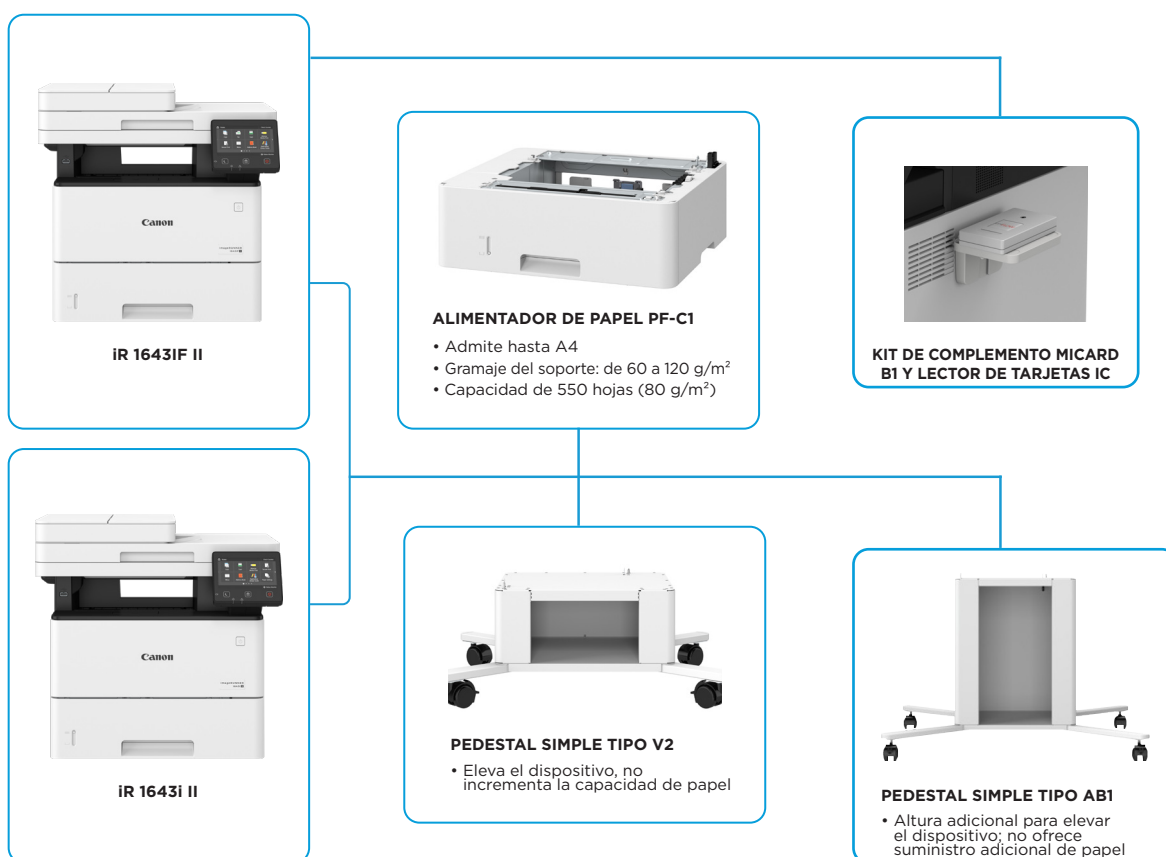 Canon
iR 1643IF II
ALIMENTADOR DE PAPEL PF-C1
• Admite hasta A4
• Gramaje del soporte: de 60 a 120 g/m²
• Capacidad de 550 hojas (80 g/m²)
KIT DE COMPLEMENTO MICARD
B1 Y LECTOR DE TARJETAS IC
Canon
iR 1643i II
PEDESTAL SIMPLE TIPO V2
• Eleva el dispositivo, no
incrementa la capacidad de papel
PEDESTAL SIMPLE TIPO AB1
• Altura adicional para elevar
el dispositivo; no ofrece
suministro adicional de papel